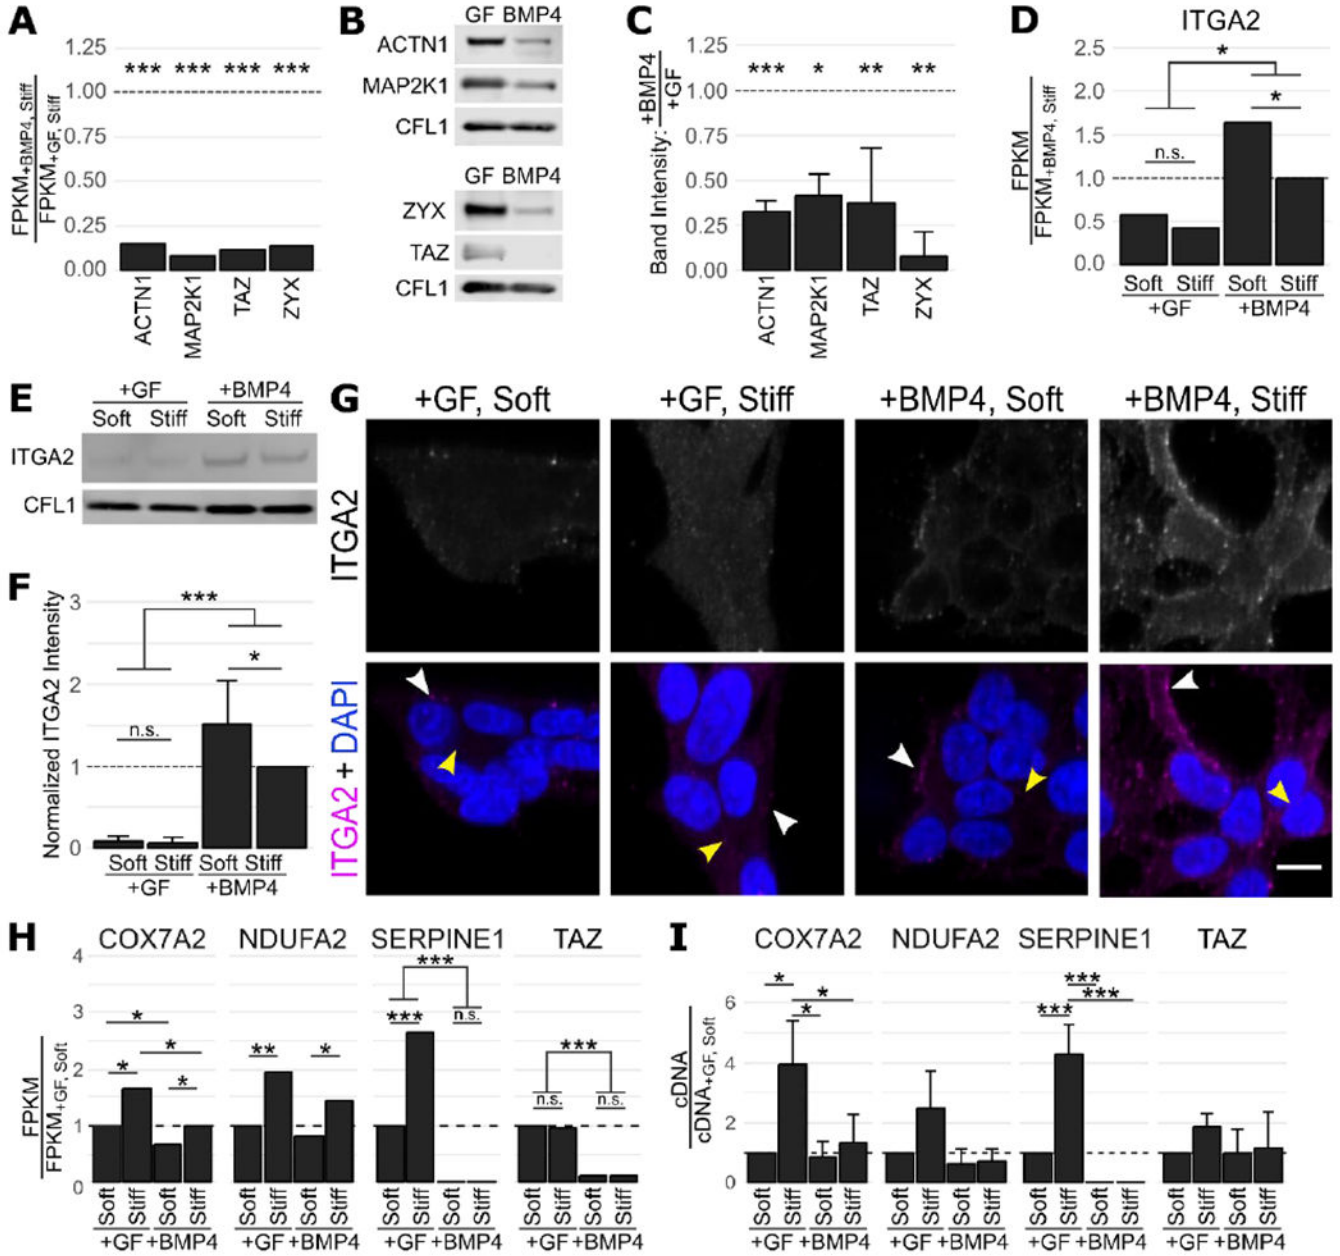 A
FPKM+BMP4, Stiff
FPKM+GF, Stiff
1.25
1.00
0.75
0.50
0.25
0.00
*** *** *** ***
ACTN1
MAP2K1
TAZ
ZYX
B
GF BMP4
ACTN1
MAP2K1
CFL1
GF BMP4
ZYX
TAZ
CFL1
C
Band Intensity: +BMP4
+GF
1.25
1.00
0.75
0.50
0.25
0.00
*** * ** **
ACTN1
MAP2K1
TAZ
ZYX
D
ITGA2
FPKM
FPKM+BMP4, Stiff
2.5
2.0
1.5
1.0
0.5
0.0
*
*
n.s.
Soft Stiff Soft Stiff
+GF +BMP4
E
+GF +BMP4
Soft Stiff Soft Stiff
ITGA2
CFL1
F
Normalized ITGA2 Intensity
3
2
1
0
***
*
n.s.
Soft Stiff Soft Stiff
+GF +BMP4
G
+GF, Soft +GF, Stiff +BMP4, Soft +BMP4, Stiff
ITGA2
ITGA2 + DAPI
H
COX7A2 NDUFA2 SERPINE1 TAZ
FPKM
FPKM+GF, Soft
4
3
2
1
0
*
*
*
*
**
*
***
***
n.s.
***
n.s.
n.s.
Soft Stiff Soft Stiff Soft Stiff Soft Stiff Soft Stiff Soft Stiff Soft Stiff Soft Stiff
+GF +BMP4 +GF +BMP4 +GF +BMP4 +GF +BMP4
I
COX7A2 NDUFA2 SERPINE1 TAZ
cDNA
cDNA+GF, Soft
6
4
2
0
*
*
*
***
***
***
Soft Stiff Soft Stiff Soft Stiff Soft Stiff Soft Stiff Soft Stiff Soft Stiff Soft Stiff
+GF +BMP4 +GF +BMP4 +GF +BMP4 +GF +BMP4